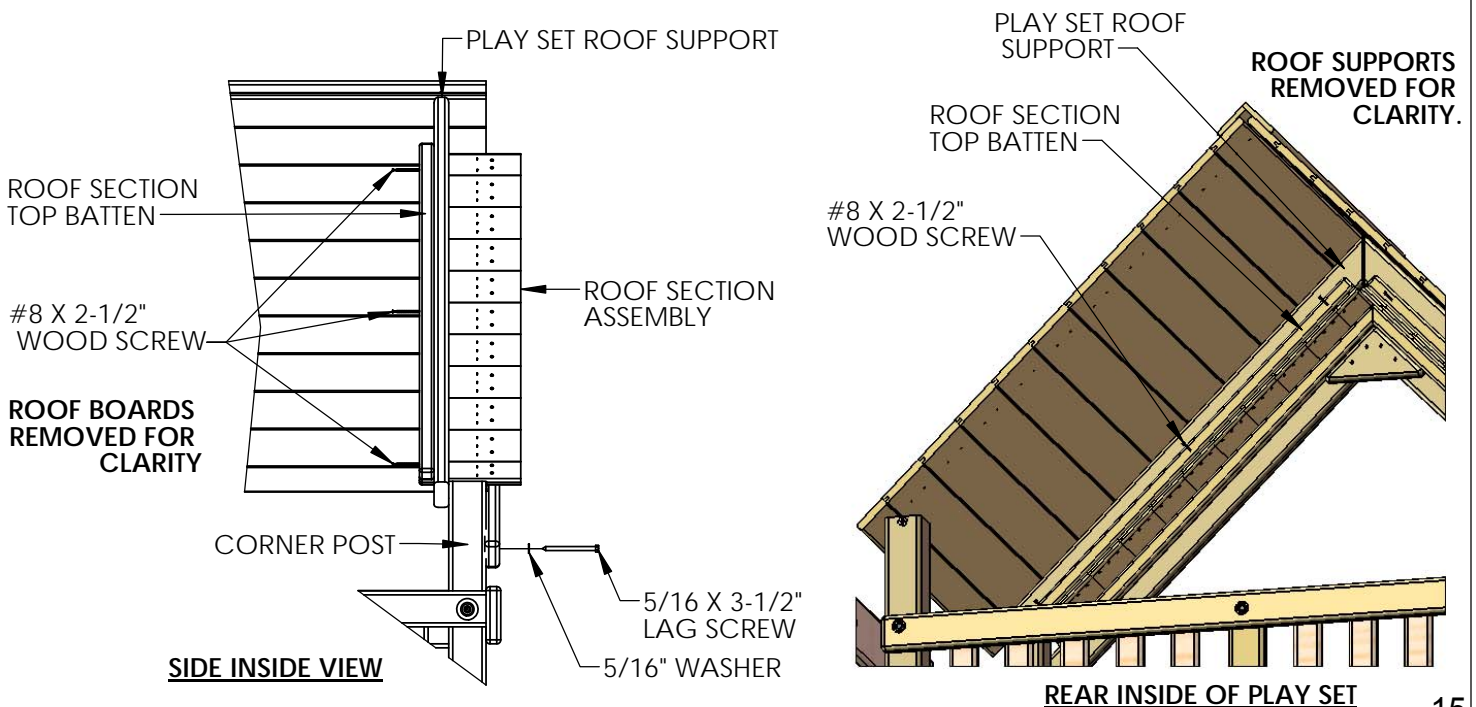 PLAY SET ROOF SUPPORT
ROOF SECTION
TOP BATTEN
#8 X 2-1/2"
WOOD SCREW
ROOF BOARDS
REMOVED FOR
CLARITY
ROOF SECTION
ASSEMBLY
CORNER POST
5/16 X 3-1/2"
LAG SCREW
5/16" WASHER
SIDE INSIDE VIEW
PLAY SET ROOF
SUPPORT
ROOF SUPPORTS
REMOVED FOR
CLARITY.
ROOF SECTION
TOP BATTEN
#8 X 2-1/2"
WOOD SCREW
REAR INSIDE OF PLAY SET
15